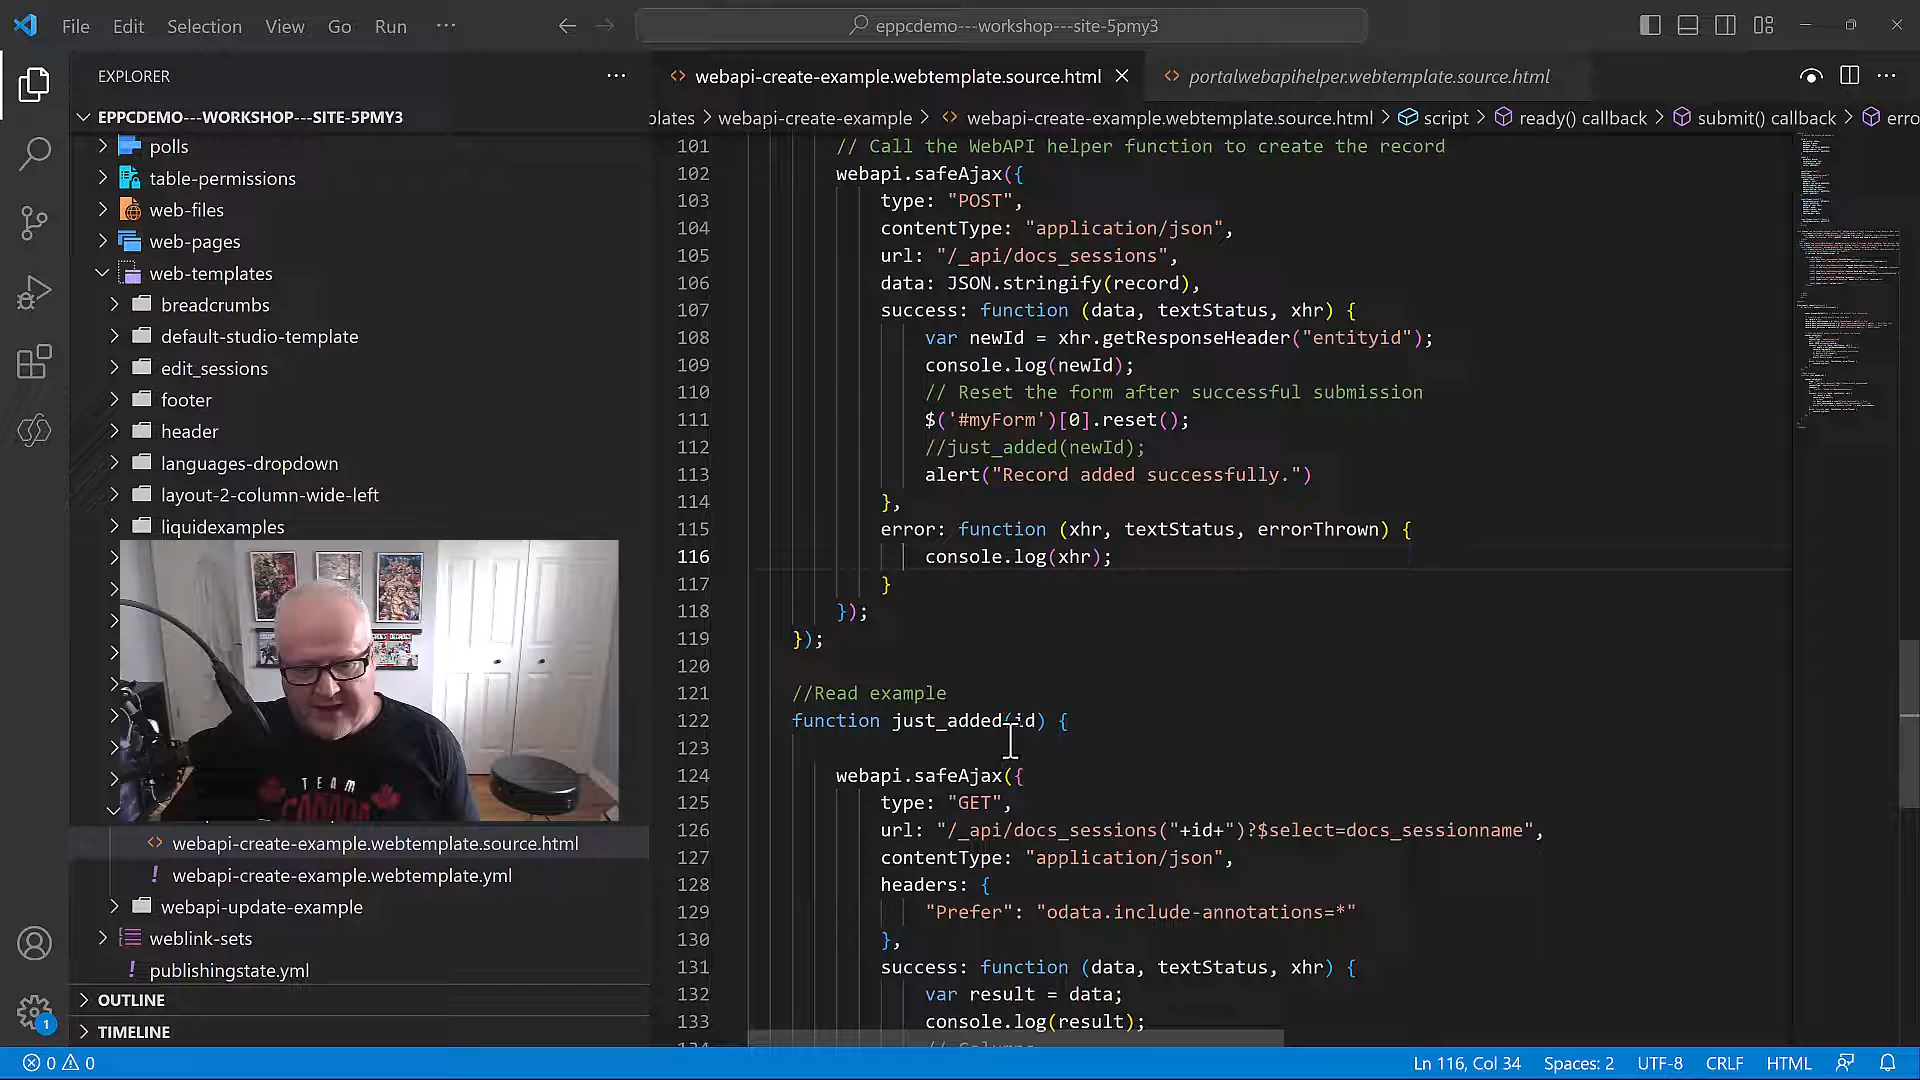 File Edit Selection View Go Run ···
eppcdemo---workshop---site-5pmy3
EXPLORER ···
webapi-create-example.webtemplate.source.html
portalwebapihelper.webtemplate.source.html
EPPCDEMO---WORKSHOP---SITE-5PMY3
plates > webapi-create-example > webapi-create-example.webtemplate.source.html > script > ready() callback > submit() callback > erro
polls
table-permissions
web-files
web-pages
web-templates
breadcrumbs
default-studio-template
edit_sessions
footer
header
languages-dropdown
layout-2-column-wide-left
liquidexamples
TEAM
CANADA
webapi-create-example.webtemplate.source.html
! webapi-create-example.webtemplate.yml
webapi-update-example
weblink-sets
! publishingstate.yml
OUTLINE
TIMELINE
1
101 // Call the WebAPI helper function to create the record
102 webapi.safeAjax({
103 type: "POST",
104 contentType: "application/json",
105 url: "/_api/docs_sessions",
106 data: JSON.stringify(record),
107 success: function (data, textStatus, xhr) {
108 var newId = xhr.getResponseHeader("entityid");
109 console.log(newId);
110 // Reset the form after successful submission
111 $('#myForm')[0].reset();
112 //just_added(newId);
113 alert("Record added successfully.")
114 },
115 error: function (xhr, textStatus, errorThrown) {
116 console.log(xhr);
117 }
118 });
119 });
120
121 //Read example
122 function just_added(id) {
123
124 webapi.safeAjax({
125 type: "GET",
126 url: "/_api/docs_sessions("+id+")?$select=docs_sessionname",
127 contentType: "application/json",
128 headers: {
129 "Prefer": "odata.include-annotations=*"
130 },
131 success: function (data, textStatus, xhr) {
132 var result = data;
133 console.log(result);
0 0
Ln 116, Col 34 Spaces: 2 UTF-8 CRLF HTML